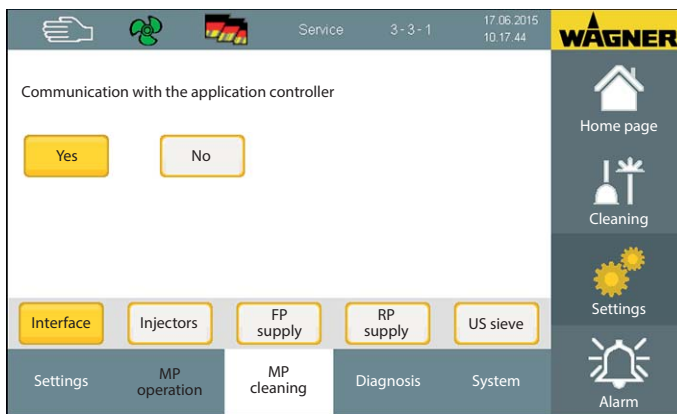 Service 3-3-1 17.06.2015
10.17.44
WAGNER
Communication with the application controller
Yes No
Home page
Cleaning
Settings
Interface Injectors FP supply RP supply US sieve
Settings MP operation MP cleaning Diagnosis System
Alarm